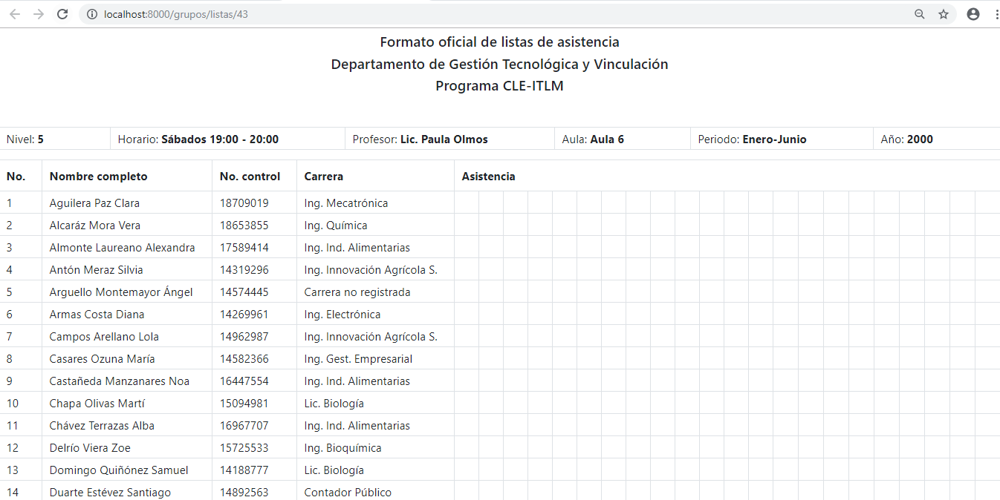 localhost:8000/grupos/listas/43
Formato oficial de listas de asistencia
Departamento de Gestión Tecnológica y Vinculación
Programa CLE-ITLM
Nivel: 5 Horario: Sábados 19:00 - 20:00 Profesor: Lic. Paula Olmos Aula: Aula 6 Periodo: Enero-Junio Año: 2000
No. Nombre completo No. control Carrera Asistencia
1 Aguilera Paz Clara 18709019 Ing. Mecatrónica
2 Alcaráz Mora Vera 18653855 Ing. Química
3 Almonte Laureano Alexandra 17589414 Ing. Ind. Alimentarias
4 Antón Meraz Silvia 14319296 Ing. Innovación Agrícola S.
5 Arguello Montemayor Ángel 14574445 Carrera no registrada
6 Armas Costa Diana 14269961 Ing. Electrónica
7 Campos Arellano Lola 14962987 Ing. Innovación Agrícola S.
8 Casares Ozuna María 14582366 Ing. Gest. Empresarial
9 Castañeda Manzanares Noa 16447554 Ing. Ind. Alimentarias
10 Chapa Olivas Martí 15094981 Lic. Biología
11 Chávez Terrazas Alba 16967707 Ing. Ind. Alimentarias
12 Delrío Viera Zoe 15725533 Ing. Bioquímica
13 Domingo Quiñónez Samuel 14188777 Lic. Biología
14 Duarte Estévez Santiago 14892563 Contador Público